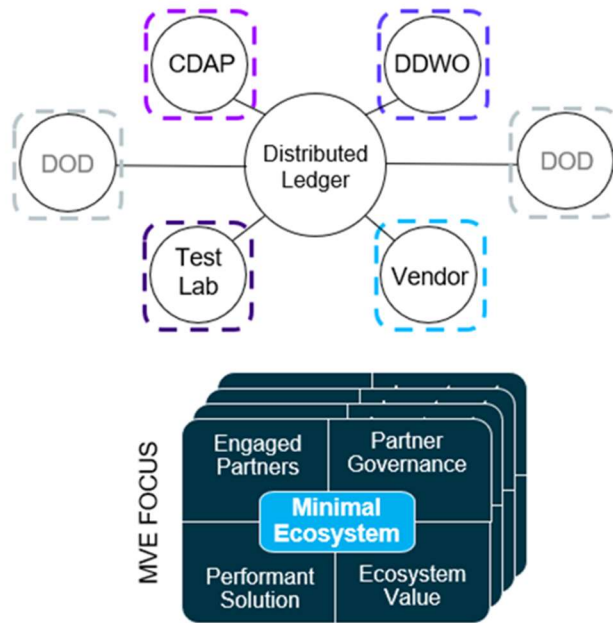 CDAP
DDWO
DOD
Distributed
Ledger
DOD
Test
Lab
Vendor
MVE FOCUS
Engaged
Partners
Partner
Governance
Minimal
Ecosystem
Performant
Solution
Ecosystem
Value